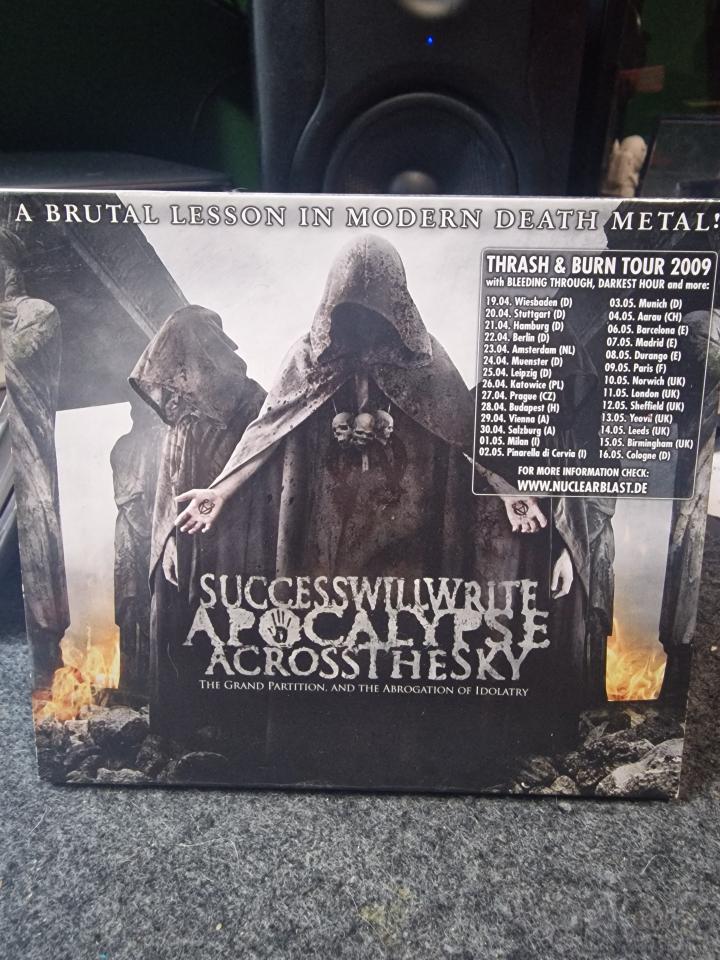 A BRUTAL LESSON IN MODERN DEATH METAL!
THRASH & BURN TOUR 2009
with BLEEDING THROUGH, DARKEST HOUR and more:
19.04. Wiesbaden (D)
20.04. Stuttgart (D)
21.04. Hamburg (D)
22.04. Berlin (D)
23.04. Amsterdam (NL)
24.04. Muenster (D)
25.04. Leipzig (D)
26.04. Katowice (PL)
27.04. Prague (CZ)
28.04. Budapest (H)
29.04. Vienna (A)
30.04. Salzburg (A)
01.05. Milan (I)
02.05. Pinarella di Cervia (I)
03.05. Munich (D)
04.05. Aarau (CH)
06.05. Barcelona (E)
07.05. Madrid (E)
08.05. Durango (E)
09.05. Paris (F)
10.05. Norwich (UK)
11.05. London (UK)
12.05. Sheffield (UK)
13.05. Yeovil (UK)
14.05. Leeds (UK)
15.05. Birmingham (UK)
16.05. Cologne (D)
FOR MORE INFORMATION CHECK:
WWW.NUCLEARBLAST.DE
SUCCESSWILLWRITE
APOCALYPSE
ACROSSTHESKY
THE GRAND PARTITION, AND THE ABROGATION OF IDOLATRY